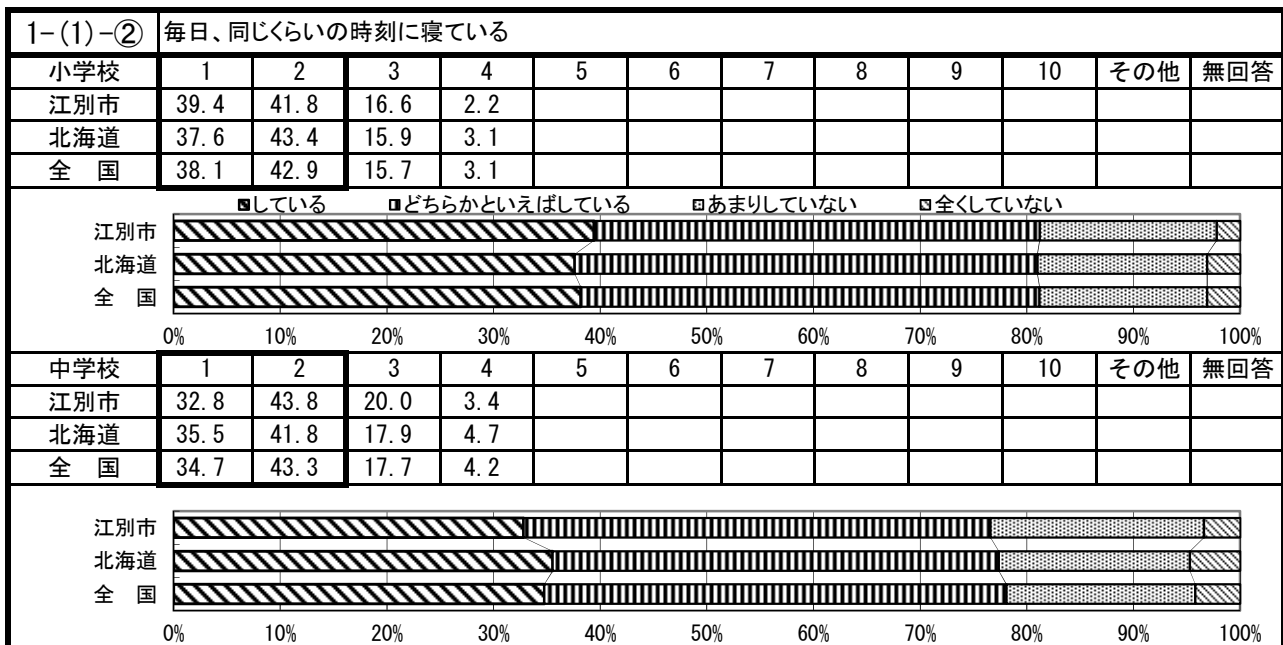 1-(1)-② 毎日、同じくらいの時刻に寝ている
小学校 1 2 3 4 5 6 7 8 9 10 その他 無回答
江別市 39.4 41.8 16.6 2.2
北海道 37.6 43.4 15.9 3.1
全 国 38.1 42.9 15.7 3.1
している どちらかといえばしている あまりしていない 全くしていない
江別市
北海道
全 国
0% 10% 20% 30% 40% 50% 60% 70% 80% 90% 100%
中学校 1 2 3 4 5 6 7 8 9 10 その他 無回答
江別市 32.8 43.8 20.0 3.4
北海道 35.5 41.8 17.9 4.7
全 国 34.7 43.3 17.7 4.2
江別市
北海道
全 国
0% 10% 20% 30% 40% 50% 60% 70% 80% 90% 100%